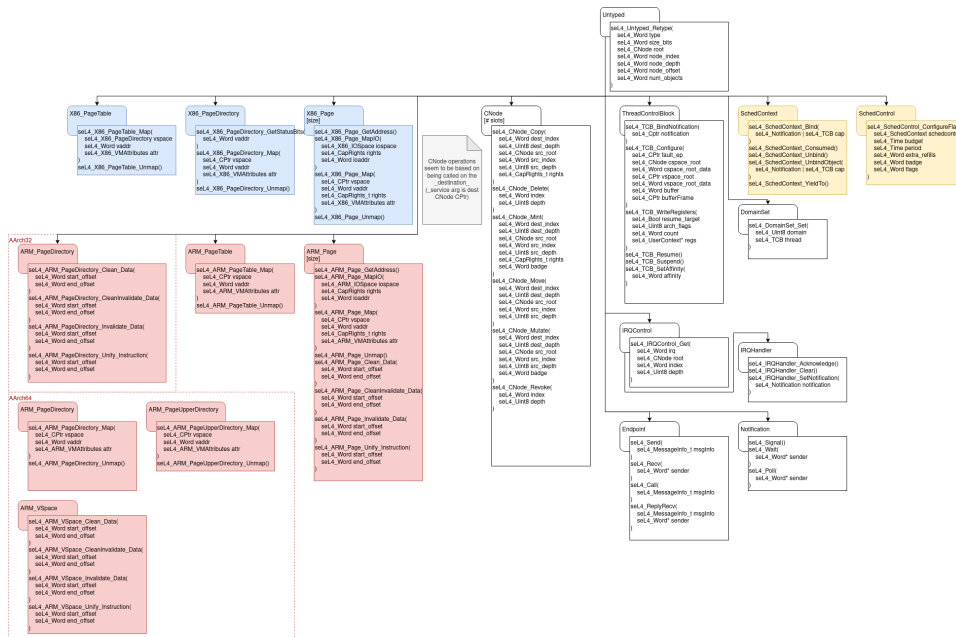 Untyped
seL4_Untyped_Retype(
seL4_Word type
seL4_Word size_bits
seL4_CNode root
seL4_Word node_index
seL4_Word node_depth
seL4_Word node_offset
seL4_Word num_objects
)
X86_PageTable
seL4_X86_PageTable_Map(
seL4_X86_PageDirectory vspace
seL4_Word vaddr
seL4_X86_VMAttributes attr
)
seL4_X86_PageTable_Unmap()
X86_PageDirectory
seL4_X86_PageDirectory_GetStatusBits(
seL4_Word vaddr
)
seL4_X86_PageDirectory_Map(
seL4_CPtr vspace
seL4_Word vaddr
seL4_X86_VMAttributes attr
)
seL4_X86_PageDirectory_Unmap()
X86_Page
[size]
seL4_X86_Page_GetAddress()
seL4_X86_Page_MapIO(
seL4_X86_IOSpace iospace
seL4_CapRights rights
seL4_Word ioaddr
)
seL4_X86_Page_Map(
seL4_CPtr vspace
seL4_Word vaddr
seL4_CapRights_t rights
seL4_X86_VMAttributes attr
)
seL4_X86_Page_Unmap()
CNode operations
seem to be based on
being called on the
_destination_
(_service arg is dest
CNode CPtr)
CNode
[# slots]
seL4_CNode_Copy(
seL4_Word dest_index
seL4_Uint8 dest_depth
seL4_CNode src_root
seL4_Word src_index
seL4_Uint8 src_depth
seL4_CapRights_t rights
)
seL4_CNode_Delete(
seL4_Word index
seL4_Uint8 depth
)
seL4_CNode_Mint(
seL4_Word dest_index
seL4_Uint8 dest_depth
seL4_CNode src_root
seL4_Word src_index
seL4_Uint8 src_depth
seL4_CapRights_t rights
seL4_Word badge
)
seL4_CNode_Move(
seL4_Word dest_index
seL4_Uint8 dest_depth
seL4_CNode src_root
seL4_Word src_index
seL4_Uint8 src_depth
)
seL4_CNode_Mutate(
seL4_Word dest_index
seL4_Uint8 dest_depth
seL4_CNode src_root
seL4_Word src_index
seL4_Uint8 src_depth
seL4_Word badge
)
seL4_CNode_Revoke(
seL4_Word index
seL4_Uint8 depth
)
ThreadControlBlock
seL4_TCB_BindNotification(
seL4_Cptr notification
)
seL4_TCB_Configure(
seL4_CPtr fault_ep
seL4_CNode cspace_root
seL4_Word cspace_root_data
seL4_CPtr vspace_root
seL4_Word vspace_root_data
seL4_Word buffer
seL4_CPtr bufferFrame
)
seL4_TCB_WriteRegisters(
seL4_Bool resume_target
seL4_Uint8 arch_flags
seL4_Word count
seL4_UserContext* regs
)
seL4_TCB_Resume()
seL4_TCB_Suspend()
seL4_TCB_SetAffinity(
seL4_Word affinity
)
SchedContext
seL4_SchedContext_Bind(
seL4_Notification | seL4_TCB cap
)
seL4_SchedContext_Consumed()
seL4_SchedContext_Unbind()
seL4_SchedContext_UnbindObject(
seL4_Notification | seL4_TCB cap
)
seL4_SchedContext_YieldTo()
SchedControl
seL4_SchedControl_ConfigureFla
seL4_SchedContext schedcont
seL4_Time budget
seL4_Time period
seL4_Word extra_refills
seL4_Word badge
seL4_Word flags
)
DomainSet
seL4_DomainSet_Set(
seL4_Uint8 domain
seL4_TCB thread
)
AArch32
ARM_PageDirectory
seL4_ARM_PageDirectory_Clean_Data(
seL4_Word start_offset
seL4_Word end_offset
)
seL4_ARM_PageDirectory_CleanInvalidate_Data(
seL4_Word start_offset
seL4_Word end_offset
)
seL4_ARM_PageDirectory_Invalidate_Data(
seL4_Word start_offset
seL4_Word end_offset
)
seL4_ARM_PageDirectory_Unify_Instruction(
seL4_Word start_offset
seL4_Word end_offset
)
ARM_PageTable
seL4_ARM_PageTable_Map(
seL4_CPtr vspace
seL4_Word vaddr
seL4_ARM_VMAttributes attr
)
seL4_ARM_PageTable_Unmap()
ARM_Page
[size]
seL4_ARM_Page_GetAddress()
seL4_ARM_Page_MapIO(
seL4_ARM_IOSpace iospace
seL4_CapRights rights
seL4_Word ioaddr
)
seL4_ARM_Page_Map(
seL4_CPtr vspace
seL4_Word vaddr
seL4_CapRights_t rights
seL4_ARM_VMAttributes attr
)
seL4_ARM_Page_Unmap()
seL4_ARM_Page_Clean_Data(
seL4_Word start_offset
seL4_Word end_offset
)
seL4_ARM_Page_CleanInvalidate_Data(
seL4_Word start_offset
seL4_Word end_offset
)
seL4_ARM_Page_Invalidate_Data(
seL4_Word start_offset
seL4_Word end_offset
)
seL4_ARM_Page_Unify_Instruction(
seL4_Word start_offset
seL4_Word end_offset
)
IRQControl
seL4_IRQControl_Get(
seL4_Word irq
seL4_CNode root
seL4_Word index
seL4_Uint8 depth
)
IRQHandler
seL4_IRQHandler_Acknowledge()
seL4_IRQHandler_Clear()
seL4_IRQHandler_SetNotification(
seL4_Notification notification
)
AArch64
ARM_PageDirectory
seL4_ARM_PageDirectory_Map(
seL4_CPtr vspace
seL4_Word vaddr
seL4_ARM_VMAttributes attr
)
seL4_ARM_PageDirectory_Unmap()
ARM_PageUpperDirectory
seL4_ARM_PageUpperDirectory_Map(
seL4_CPtr vspace
seL4_Word vaddr
seL4_ARM_VMAttributes attr
)
seL4_ARM_PageUpperDirectory_Unmap()
Endpoint
seL4_Send(
seL4_MessageInfo_t msgInfo
)
seL4_Recv(
seL4_Word* sender
)
seL4_Call(
seL4_MessageInfo_t msgInfo
)
seL4_ReplyRecv(
seL4_MessageInfo_t msgInfo
seL4_Word* sender
)
Notification
seL4_Signal()
seL4_Wait(
seL4_Word* sender
)
seL4_Poll(
seL4_Word* sender
)
ARM_VSpace
seL4_ARM_VSpace_Clean_Data(
seL4_Word start_offset
seL4_Word end_offset
)
seL4_ARM_VSpace_CleanInvalidate_Data(
seL4_Word start_offset
seL4_Word end_offset
)
seL4_ARM_VSpace_Invalidate_Data(
seL4_Word start_offset
seL4_Word end_offset
)
seL4_ARM_VSpace_Unify_Instruction(
seL4_Word start_offset
seL4_Word end_offset
)